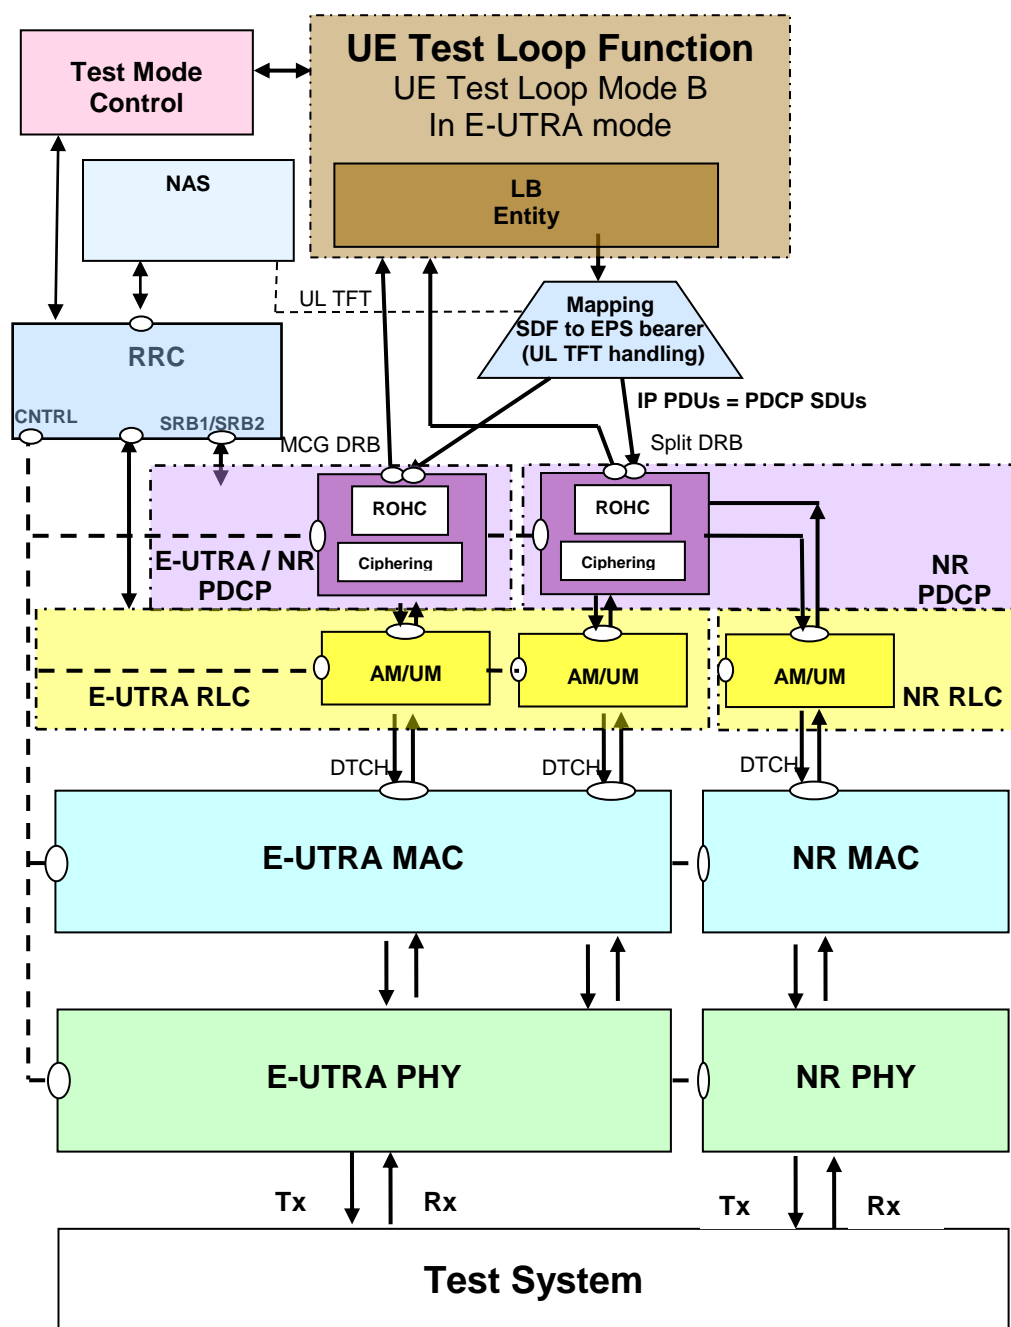 UE Test Loop Function
UE Test Loop Mode B
In E-UTRA mode
Test Mode
Control
NAS
LB
Entity
UL TFT
Mapping
SDF to EPS bearer
(UL TFT handling)
RRC
CNTRL
SRB1/SRB2
IP PDUs = PDCP SDUs
MCG DRB
Split DRB
ROHC
ROHC
Ciphering
Ciphering
E-UTRA / NR
PDCP
NR
PDCP
AM/UM
AM/UM
AM/UM
E-UTRA RLC
NR RLC
DTCH
DTCH
DTCH
E-UTRA MAC
NR MAC
E-UTRA PHY
NR PHY
Tx
Rx
Tx
Rx
Test System